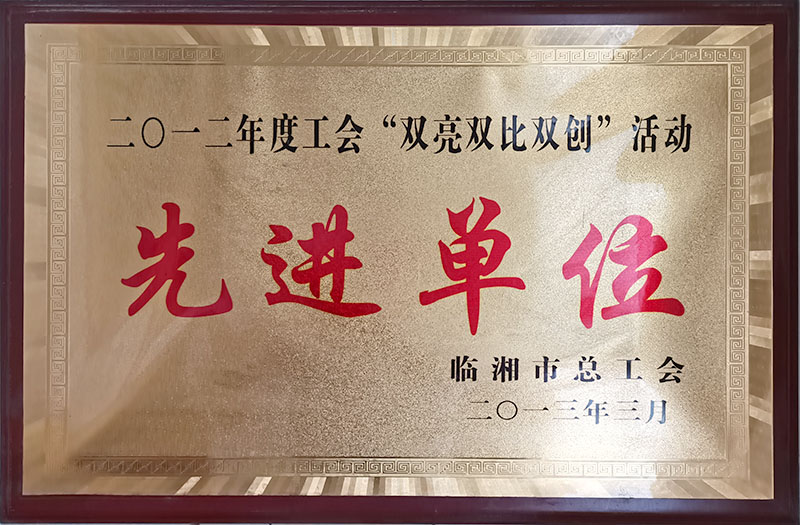 二〇一二年度工会“双亮双比双创”活动
先进单位
临湘市总工会
二〇一三年三月